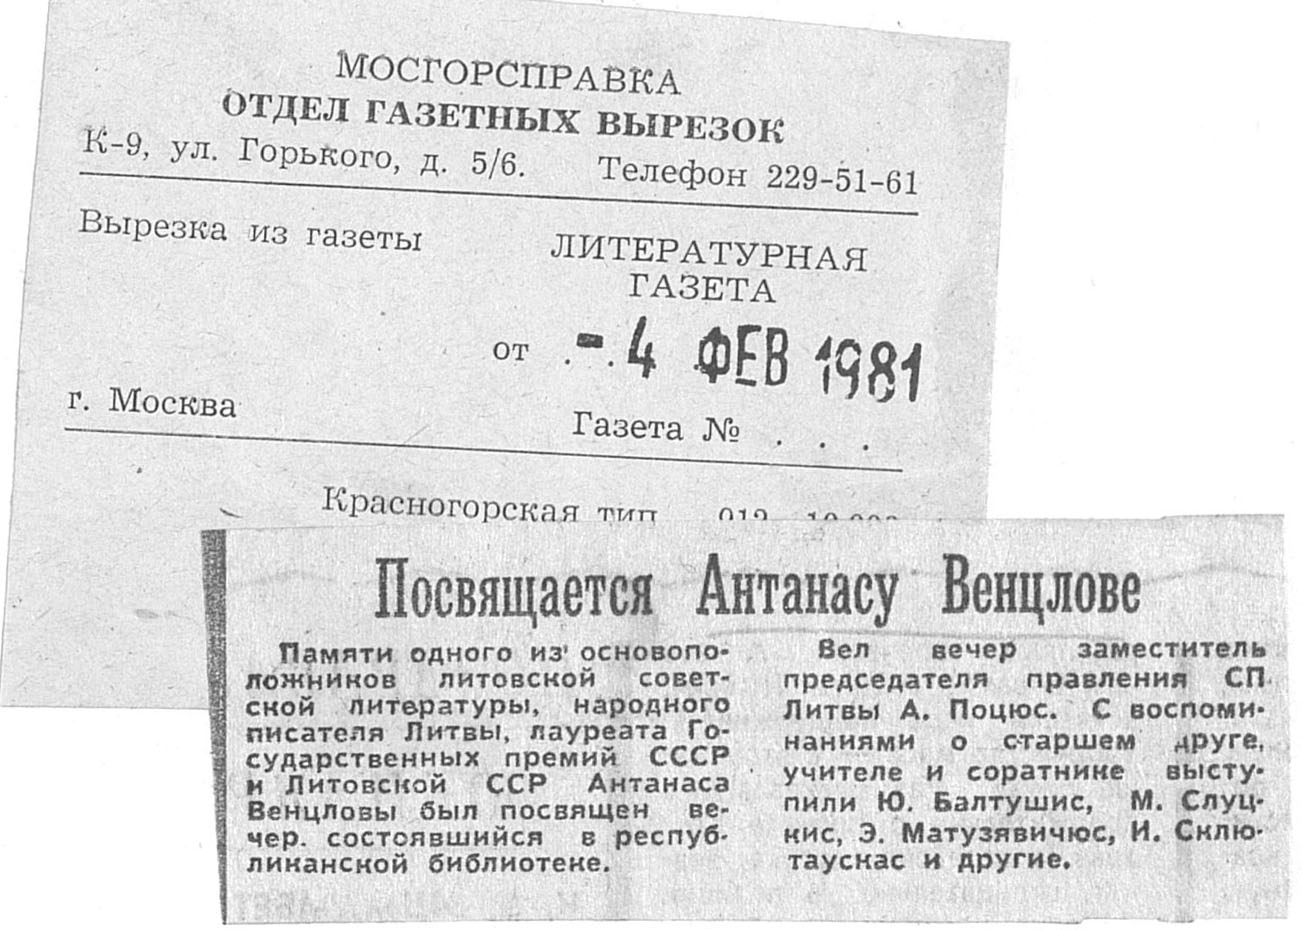 МОСГОРСПРАВКА
ОТДЕЛ ГАЗЕТНЫХ ВЫРЕЗОК
К-9, ул. Горького, д. 5/6. Телефон 229-51-61
Вырезка из газеты
ЛИТЕРАТУРНАЯ
ГАЗЕТА
от .-. 4 ФЕВ 1981
г. Москва
Газета № . . .
Красногорская тип
Посвящается Антанасу Венцлове
Памяти одного из основопо-
ложников литовской совет-
ской литературы, народного
писателя Литвы, лауреата Го-
сударственных премий СССР
и Литовской ССР Антанаса
Венцловы был посвящен ве-
чер, состоявшийся в респуб-
ликанской библиотеке.
Вел вечер заместитель
председателя правления СП
Литвы А. Поцюс. С воспоми-
наниями о старшем друге,
учителе и соратнике высту-
пили Ю. Балтушис, М. Слуц-
кис, Э. Матузявичюс, И. Склю-
таускас и другие.